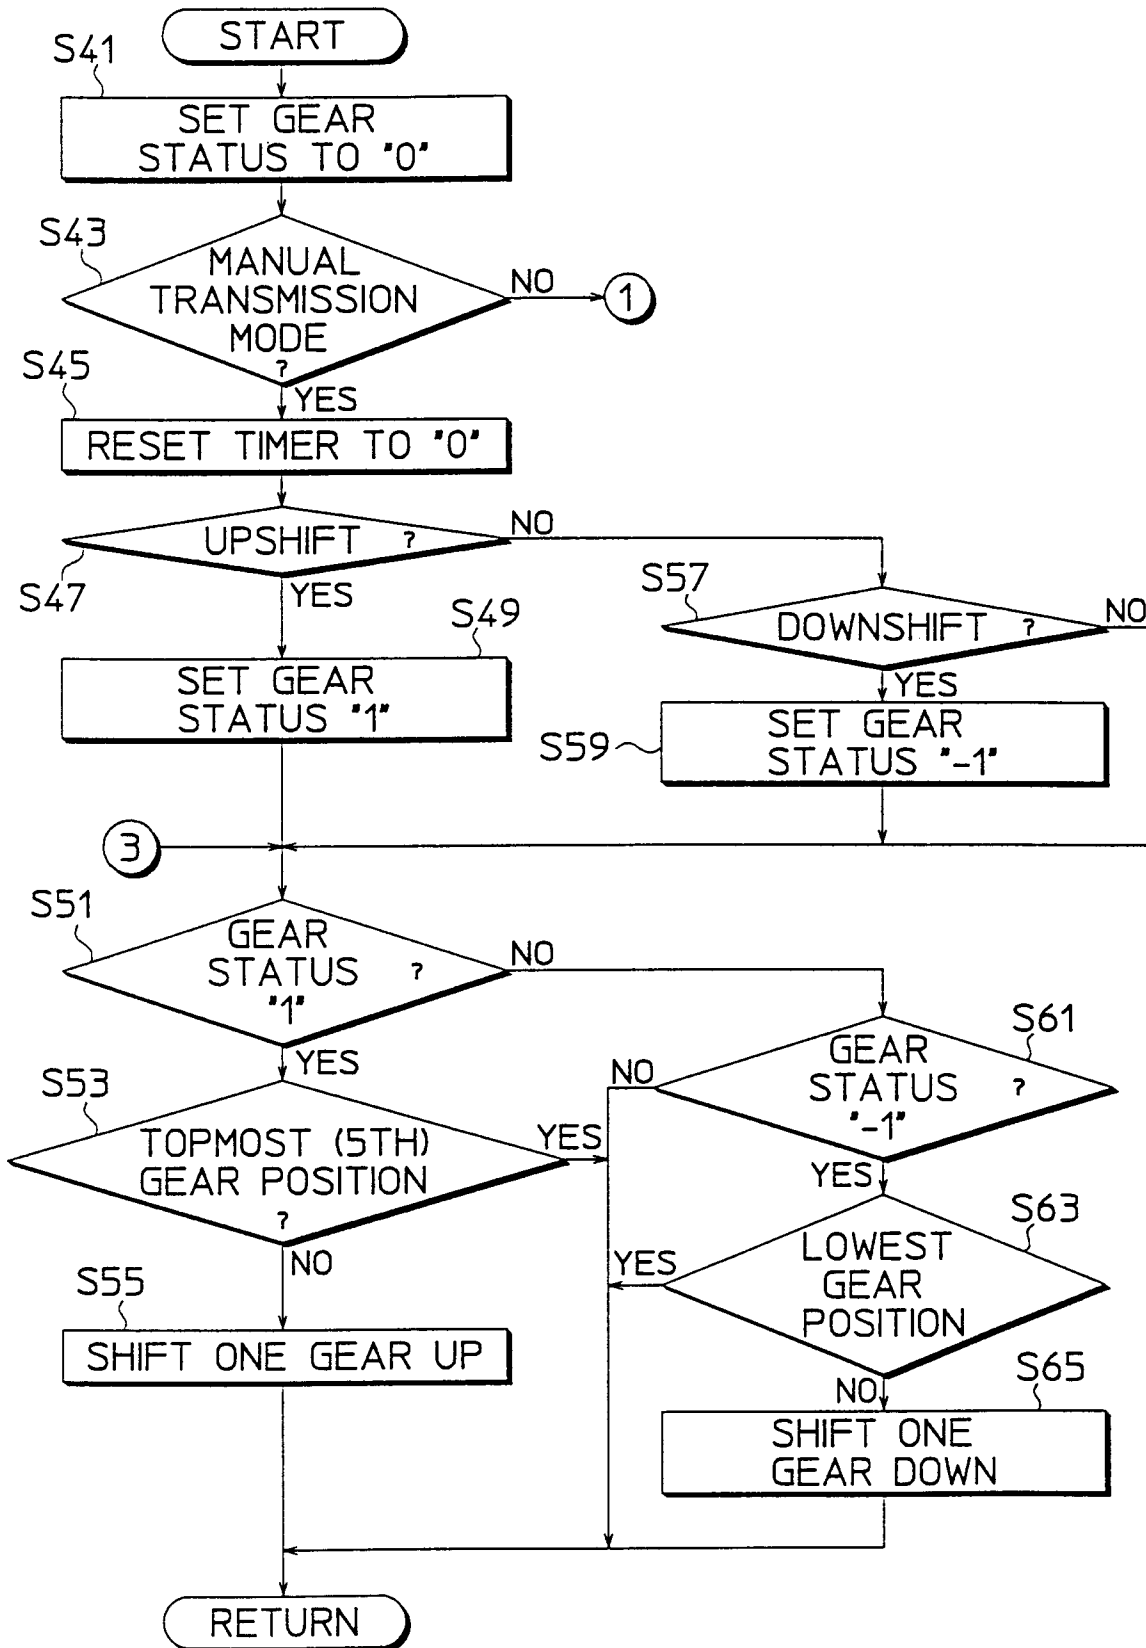 START
S41
SET GEAR
STATUS TO "0"
S43
MANUAL
TRANSMISSION
MODE
?
NO
1
YES
S45
RESET TIMER TO "0"
UPSHIFT ?
NO
S47
YES
S57
DOWNSHIFT ?
NO
S49
SET GEAR
STATUS "1"
YES
S59
SET GEAR
STATUS "-1"
3
S51
GEAR
STATUS ?
"1"
NO
YES
S61
GEAR
STATUS ?
"-1"
NO
YES
S53
TOPMOST (5TH)
GEAR POSITION
?
YES
NO
S63
LOWEST
GEAR
POSITION
YES
NO
S55
SHIFT ONE GEAR UP
S65
SHIFT ONE
GEAR DOWN
RETURN